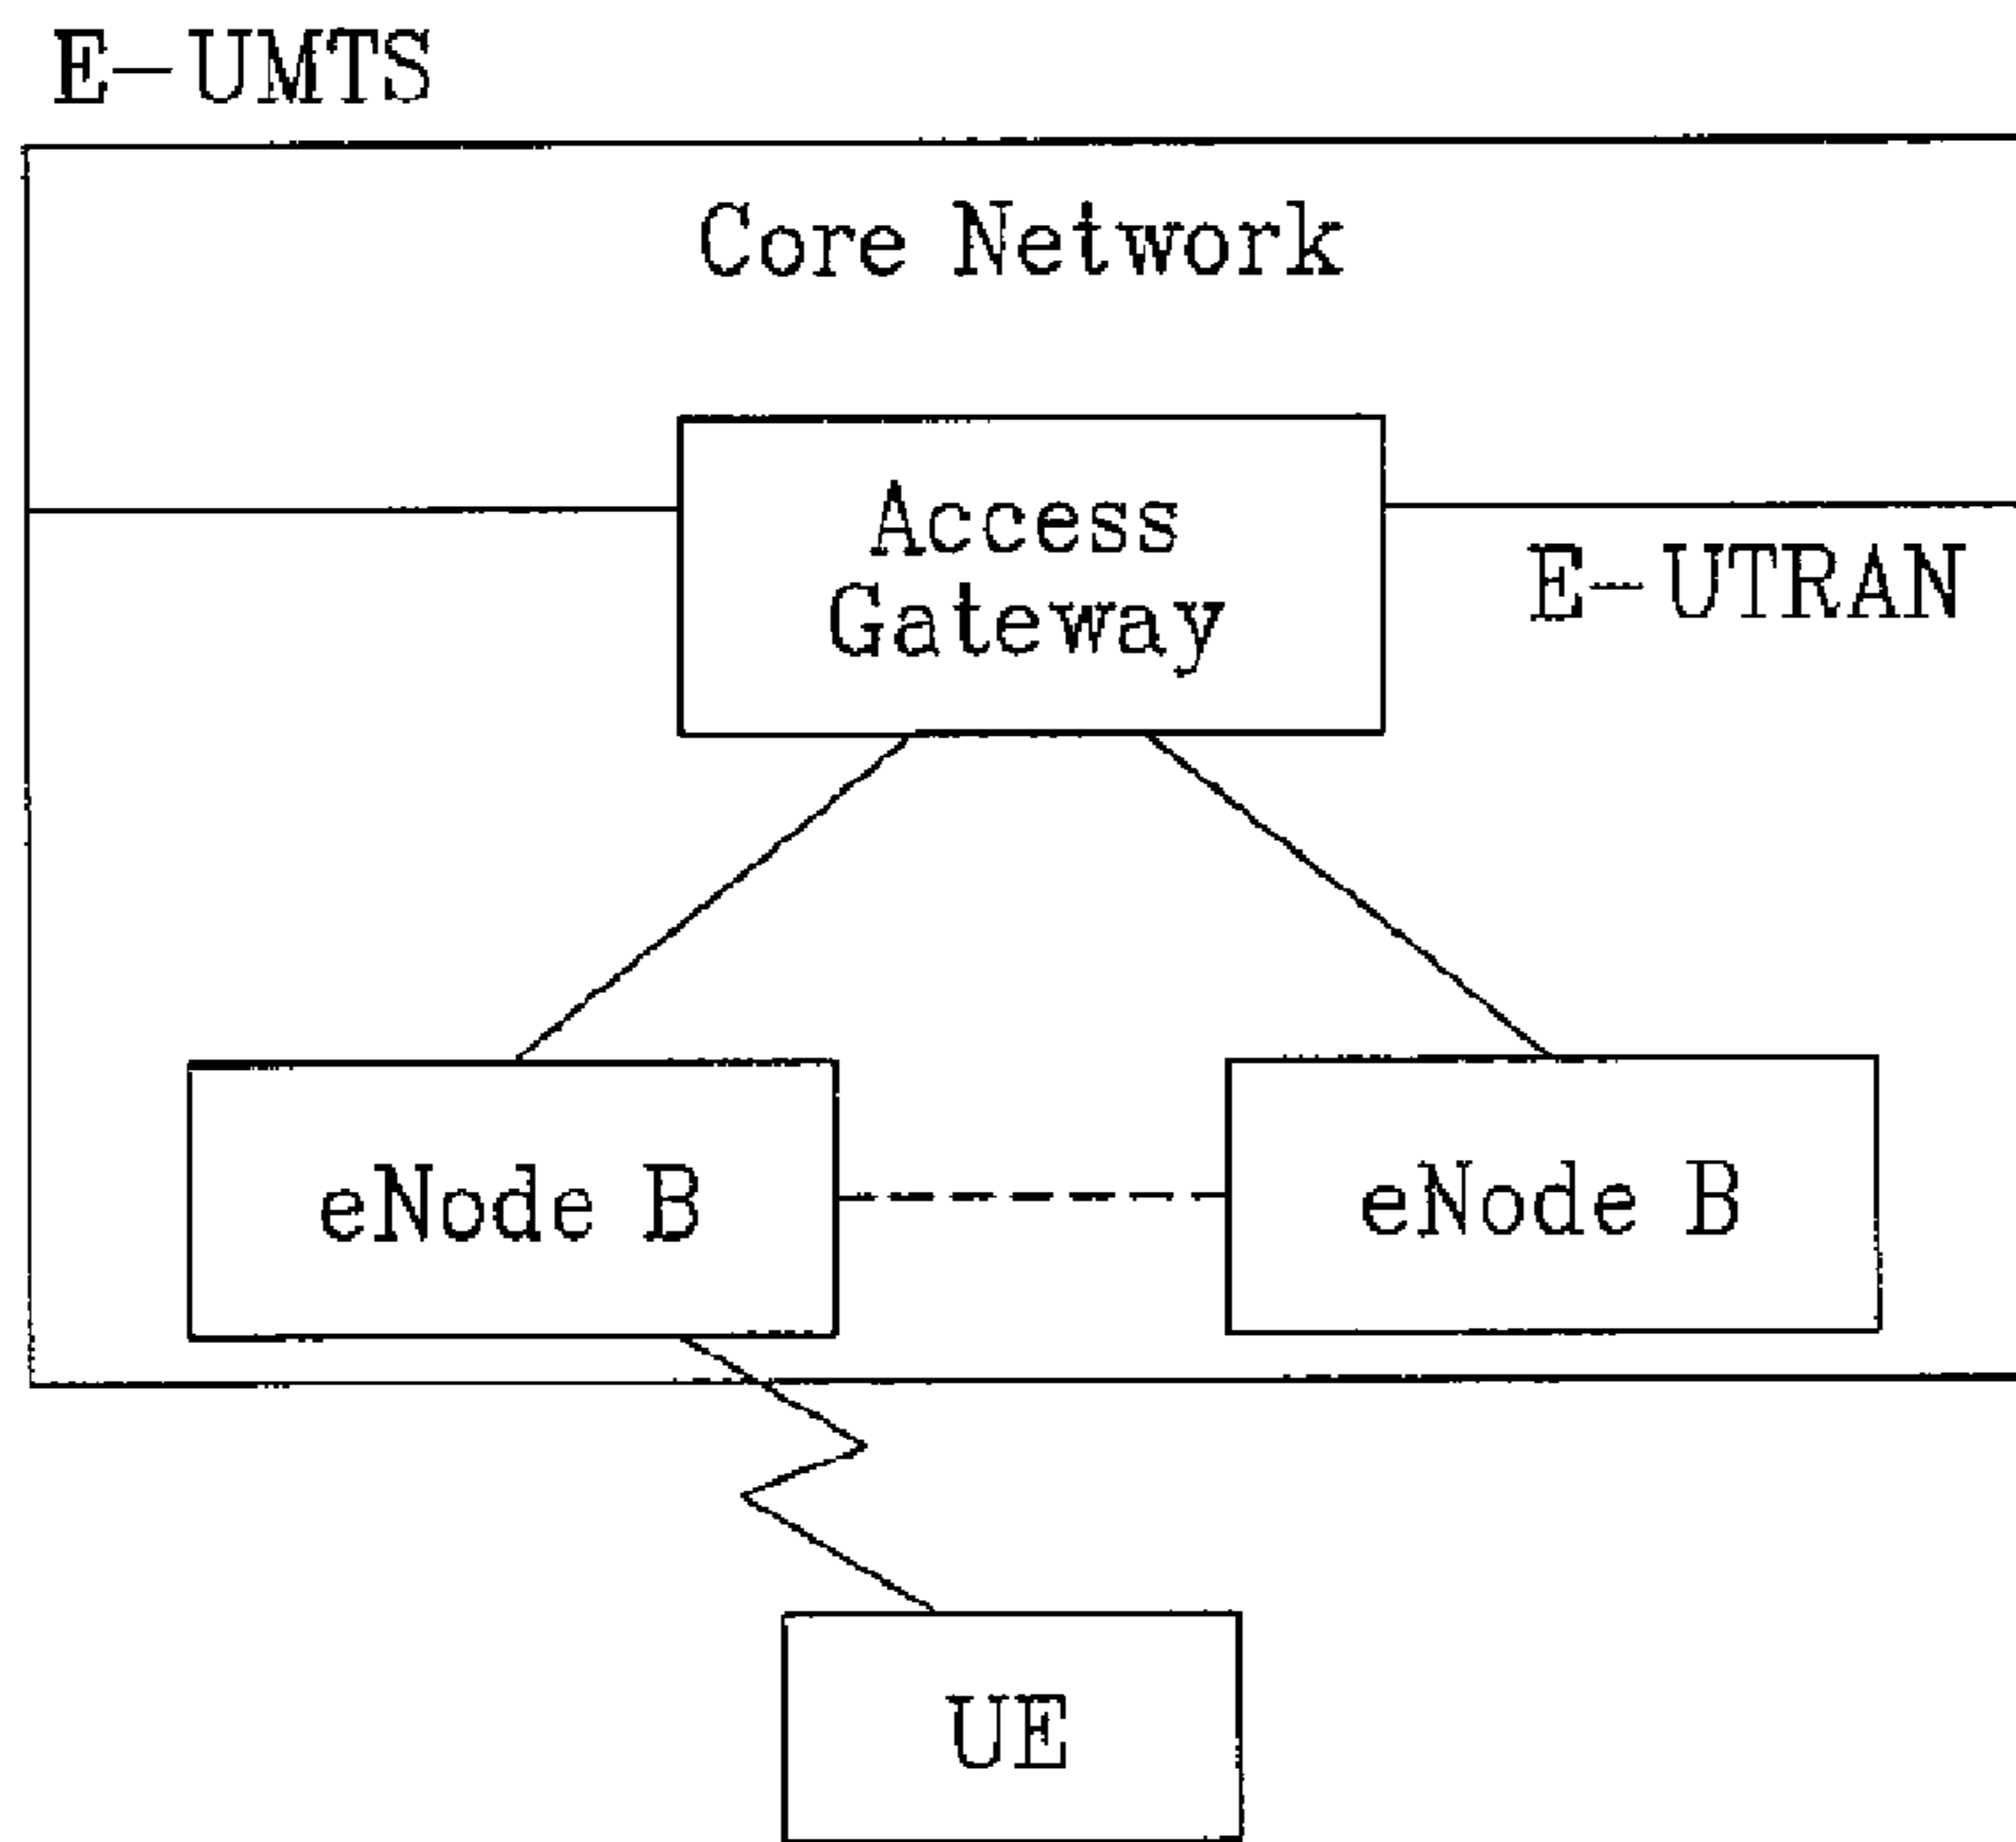 E-UMTS
Core Network
Access
Gateway
E-UTRAN
eNode B
eNode B
UE